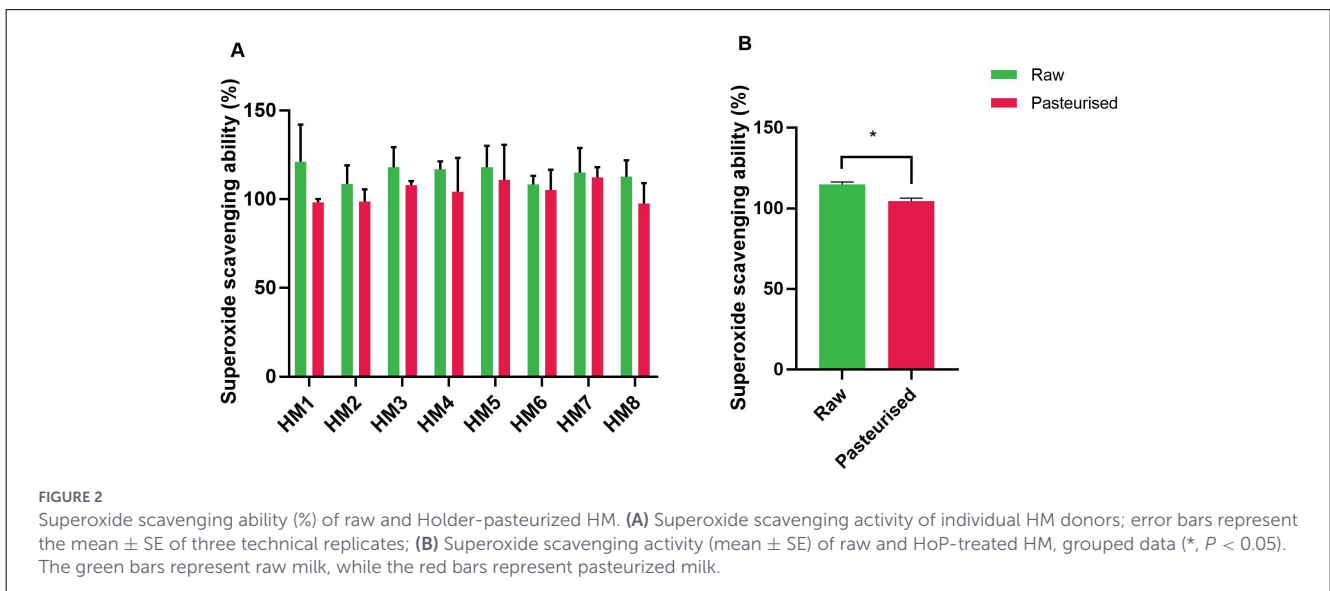 A
Superoxide scavenging ability (%)
150
100
50
0
HM1
HM2
HM3
HM4
HM5
HM6
HM7
HM8
B
Superoxide scavenging ability (%)
150
100
50
0
*
Raw
Pasteurised
Raw
Pasteurised
FIGURE 2
Superoxide scavenging ability (%) of raw and Holder-pasteurized HM. (A) Superoxide scavenging activity of individual HM donors; error bars represent
the mean ± SE of three technical replicates; (B) Superoxide scavenging activity (mean ± SE) of raw and HoP-treated HM, grouped data (*, P < 0.05).
The green bars represent raw milk, while the red bars represent pasteurized milk.